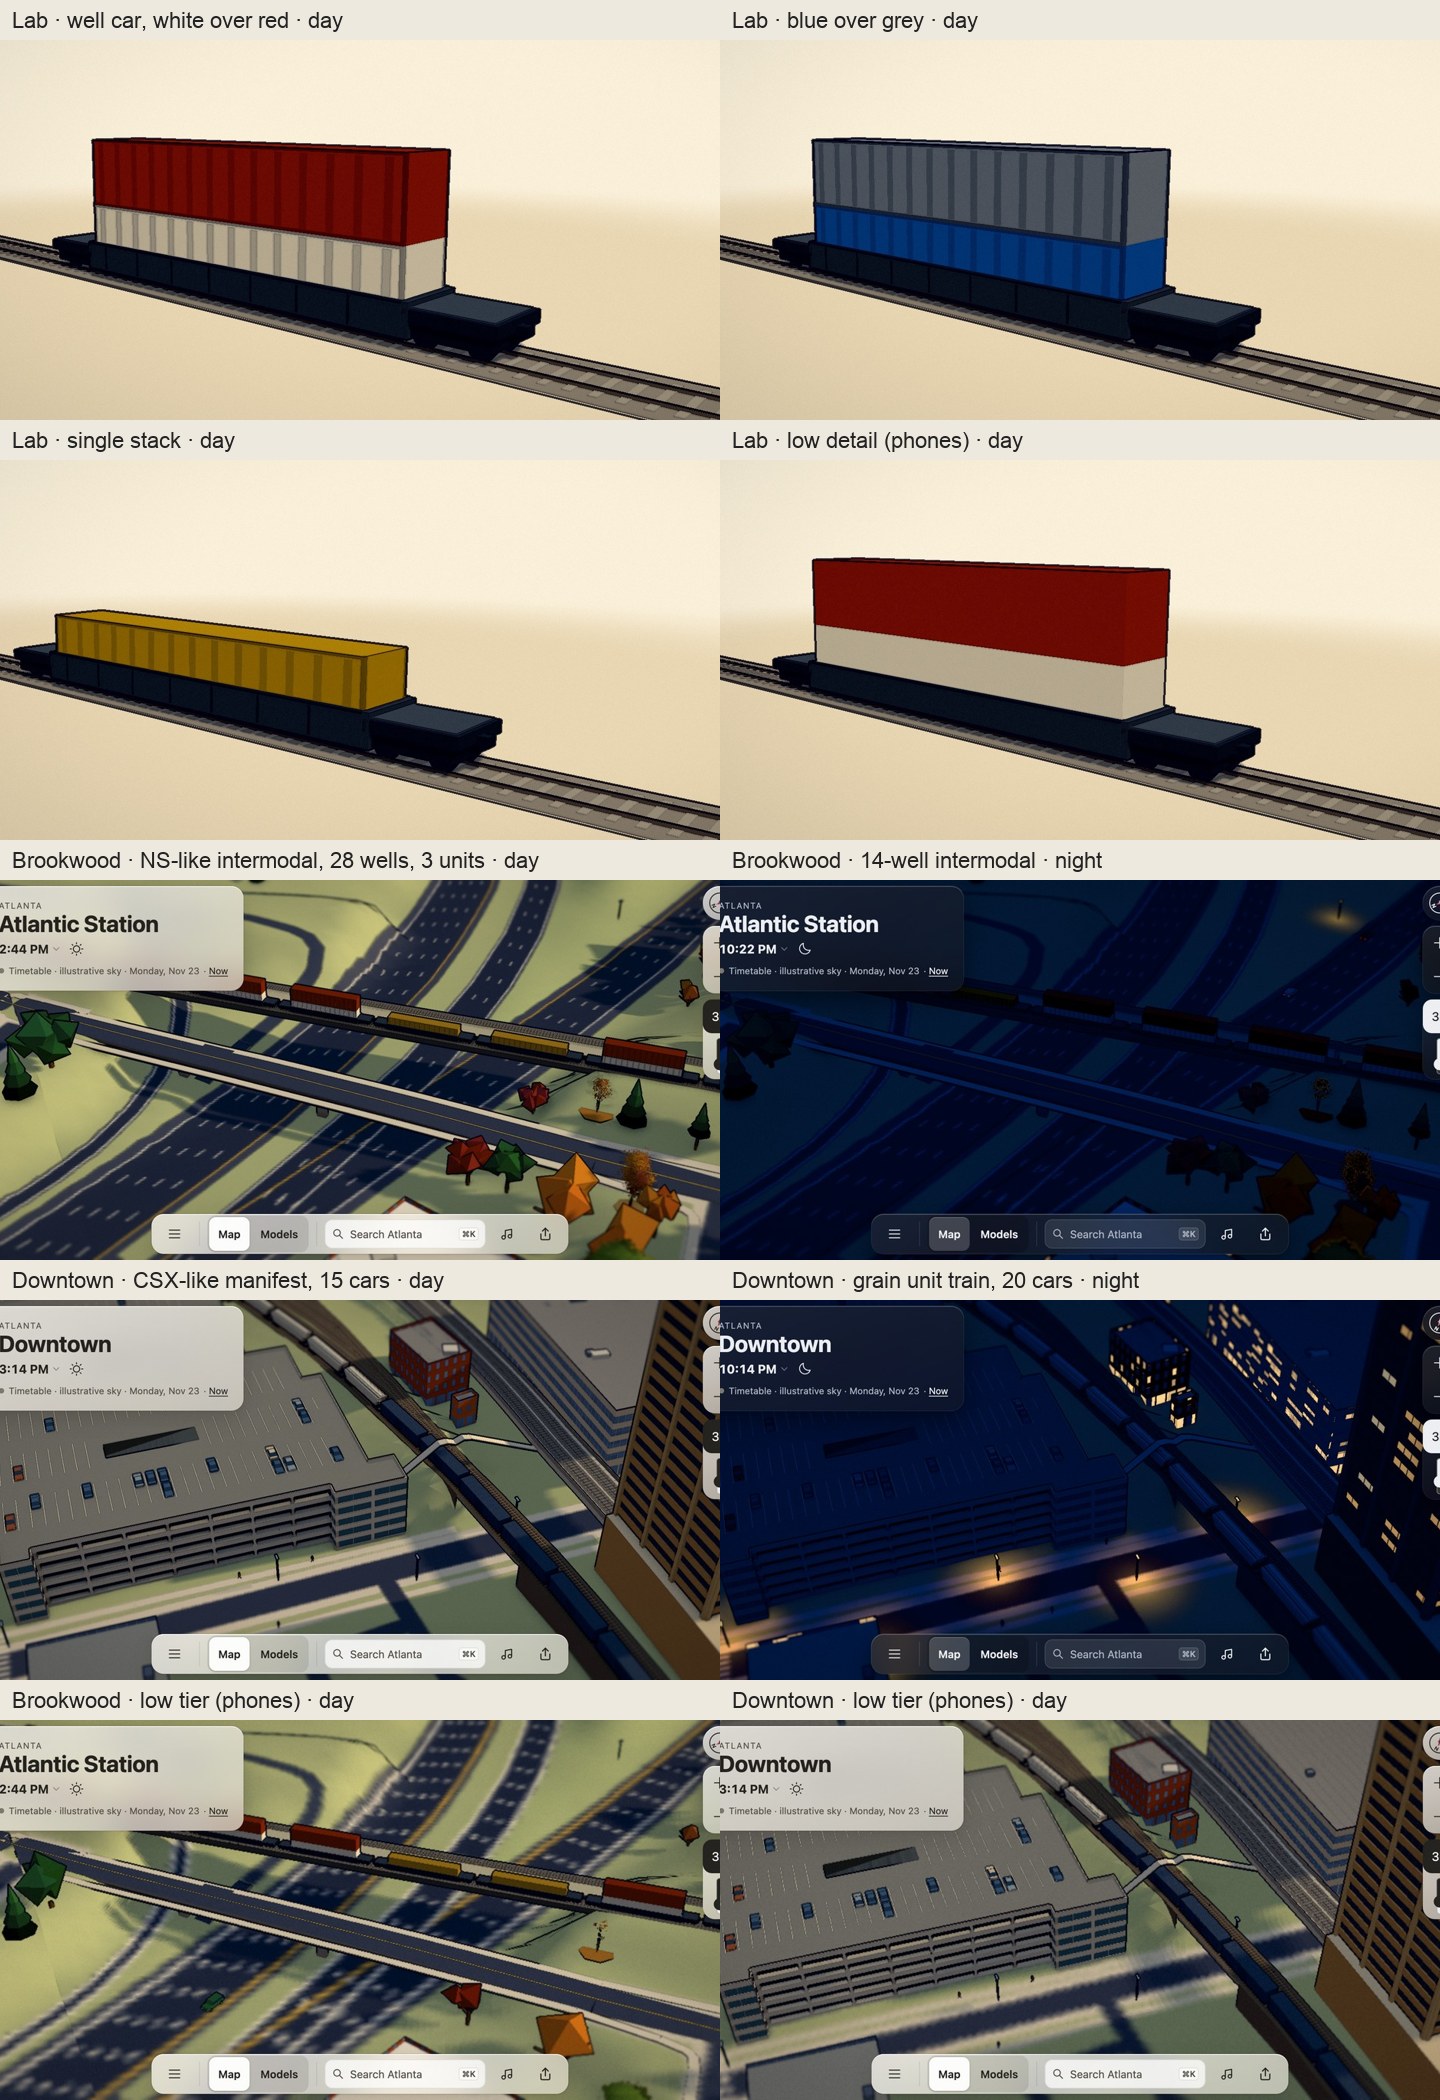 Lab · well car, white over red · day
Lab · blue over grey · day
Lab · single stack · day
Lab · low detail (phones) · day
Brookwood · NS-like intermodal, 28 wells, 3 units · day
ATLANTA
Atlantic Station
2:44 PM
Timetable · illustrative sky · Monday, Nov 23 · Now
3
Map Models Search Atlanta ⌘K
Brookwood · 14-well intermodal · night
ATLANTA
Atlantic Station
10:22 PM
Timetable · illustrative sky · Monday, Nov 23 · Now
3
Map Models Search Atlanta ⌘K
Downtown · CSX-like manifest, 15 cars · day
ATLANTA
Downtown
3:14 PM
Timetable · illustrative sky · Monday, Nov 23 · Now
3
Map Models Search Atlanta ⌘K
Downtown · grain unit train, 20 cars · night
ATLANTA
Downtown
10:14 PM
Timetable · illustrative sky · Monday, Nov 23 · Now
3
Map Models Search Atlanta ⌘K
Brookwood · low tier (phones) · day
ATLANTA
Atlantic Station
2:44 PM
Timetable · illustrative sky · Monday, Nov 23 · Now
3
Map Models Search Atlanta ⌘K
Downtown · low tier (phones) · day
ATLANTA
Downtown
3:14 PM
Timetable · illustrative sky · Monday, Nov 23 · Now
3
Map Models Search Atlanta ⌘K